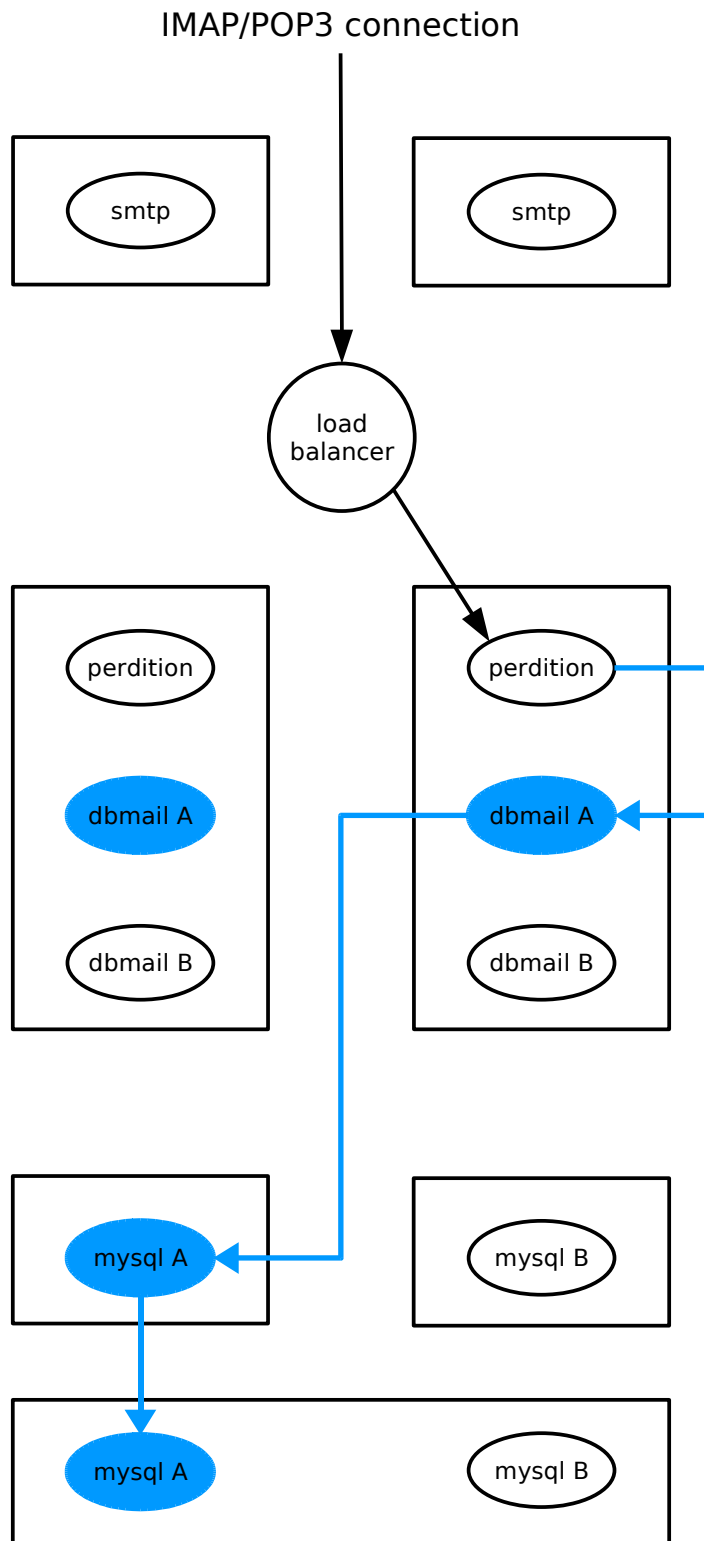 IMAP/POP3 connection
smtp
smtp
load
balancer
perdition
perdition
dbmail A
dbmail A
dbmail B
dbmail B
mysql A
mysql B
mysql A
mysql B